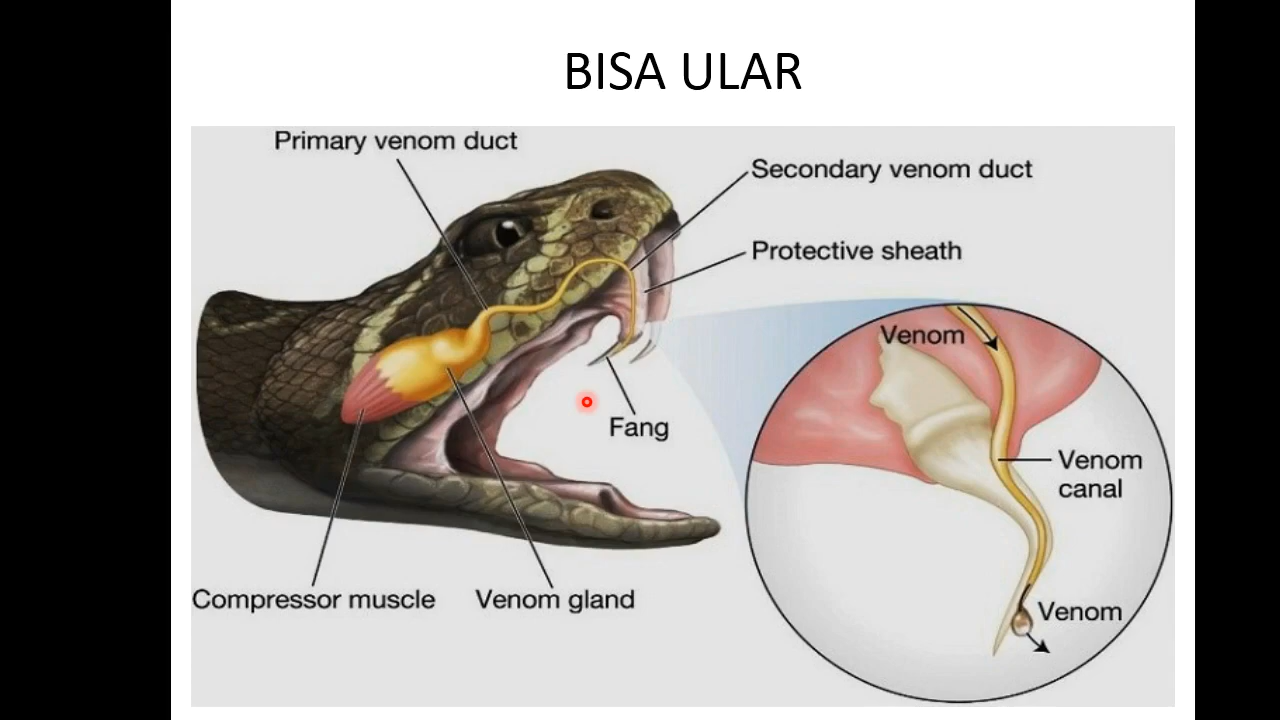 BISA ULAR
Primary venom duct
Secondary venom duct
Protective sheath
Venom
Fang
Venom
canal
Compressor muscle
Venom gland
Venom